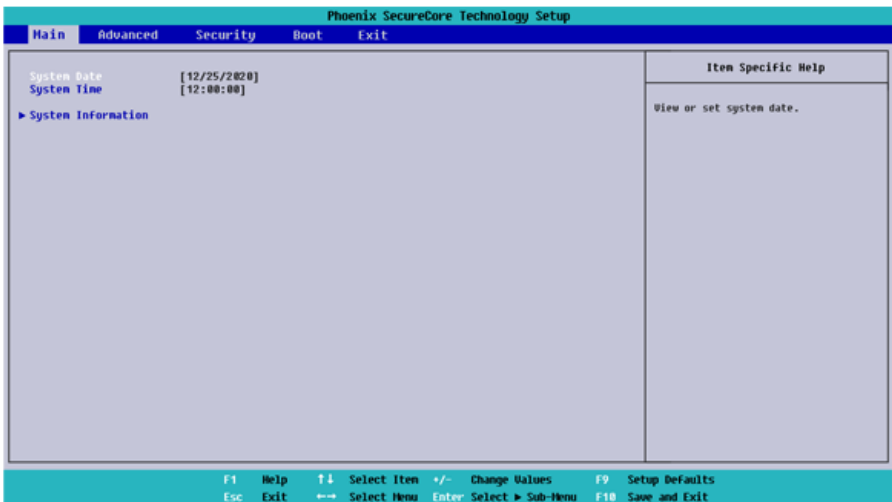 Phoenix SecureCore Technology Setup
Main Advanced Security Boot Exit
System Date [12/25/2020]
System Time [12:00:00]
► System Information
Item Specific Help
View or set system date.
F1 Help ↑↓ Select Item +/- Change Values F9 Setup Defaults
Esc Exit ←→ Select Menu Enter Select ► Sub-Menu F10 Save and Exit